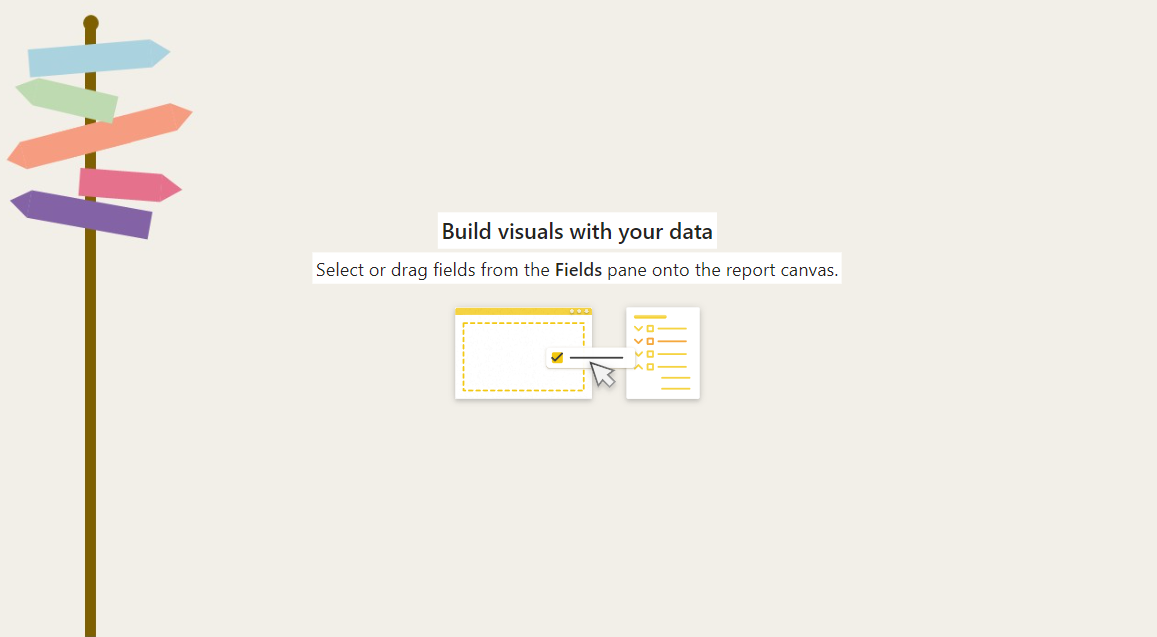 Build visuals with your data
Select or drag fields from the Fields pane onto the report canvas.